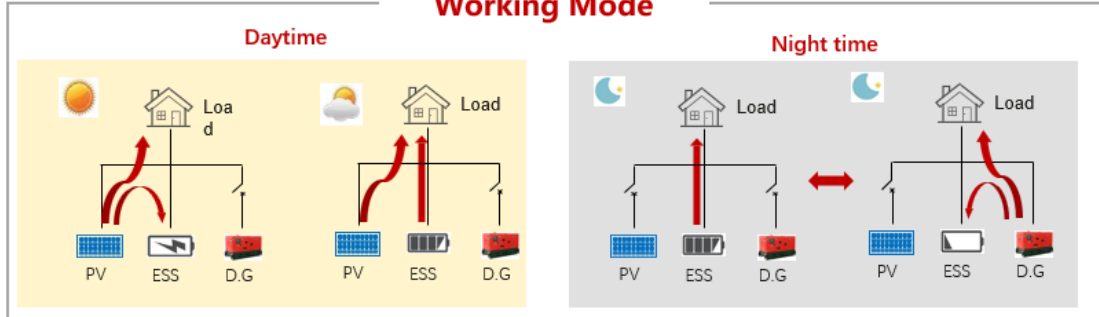 Working Mode
Daytime
Night time
Loa
d
Load
Load
Load
PV
ESS
D.G
PV
ESS
D.G
PV
ESS
D.G
PV
ESS
D.G